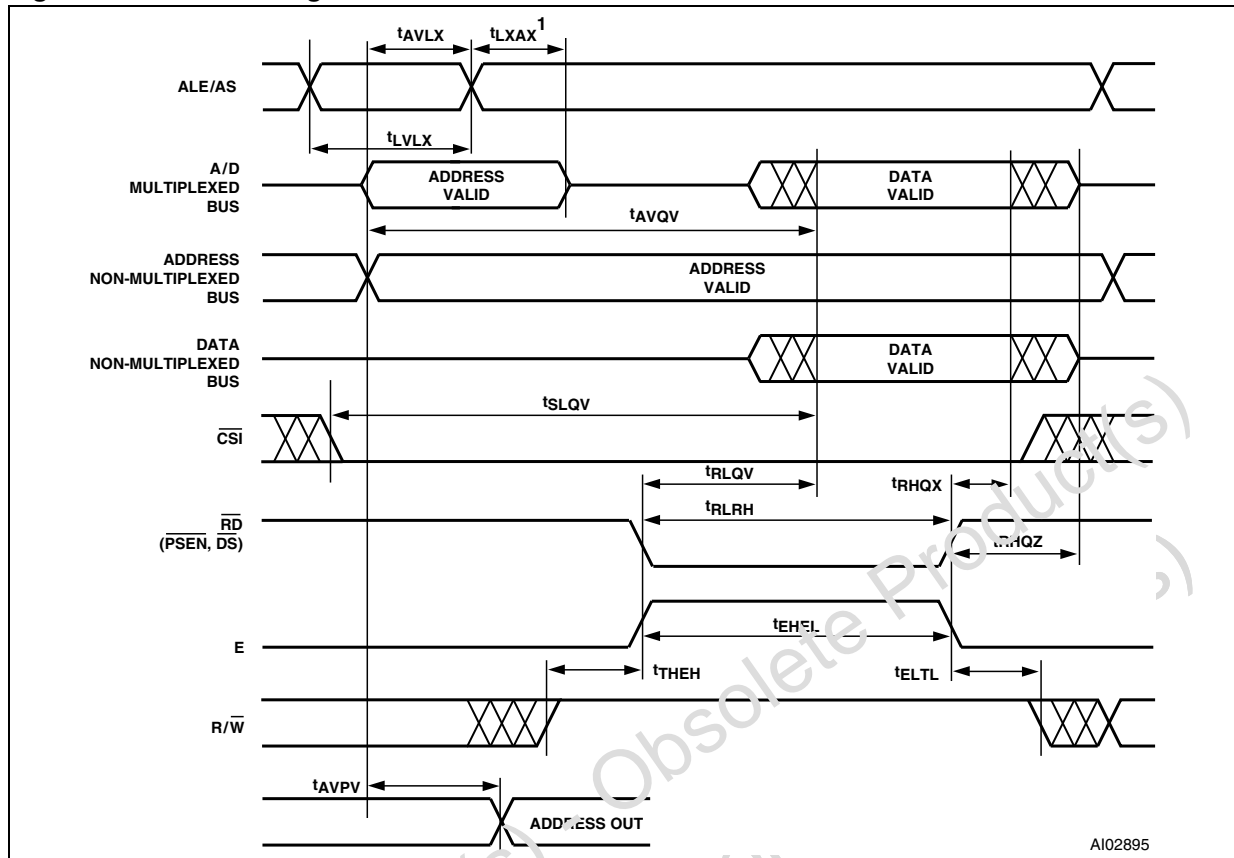 tAVLX
tLXAX1
ALE/AS
tLVLX
A/D
MULTIPLEXED
BUS
ADDRESS
VALID
DATA
VALID
tAVQV
ADDRESS
NON-MULTIPLEXED
BUS
ADDRESS
VALID
DATA
NON-MULTIPLEXED
BUS
DATA
VALID
tSLQV
CSI
tRLQV
tRHQX
tRLRH
RD
(PSEN, DS)
tRHQZ
tEHEL
E
tTHEH
tELTL
R/W
tAVPV
ADDRESS OUT
AI02895
Obsolete Product(s)